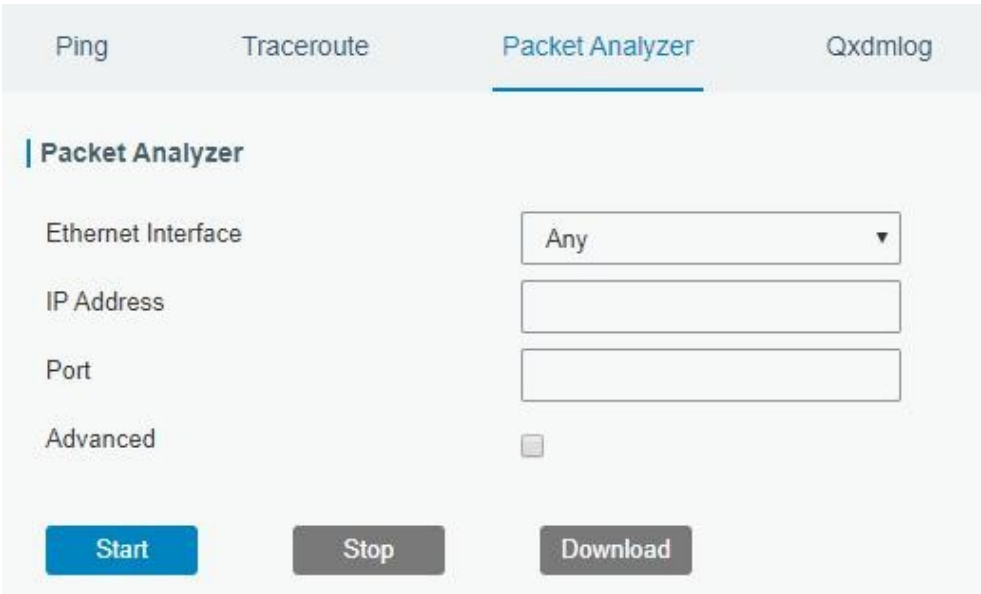 Ping Traceroute Packet Analyzer Qxdmlog
Packet Analyzer
Ethernet Interface Any
IP Address
Port
Advanced
Start Stop Download